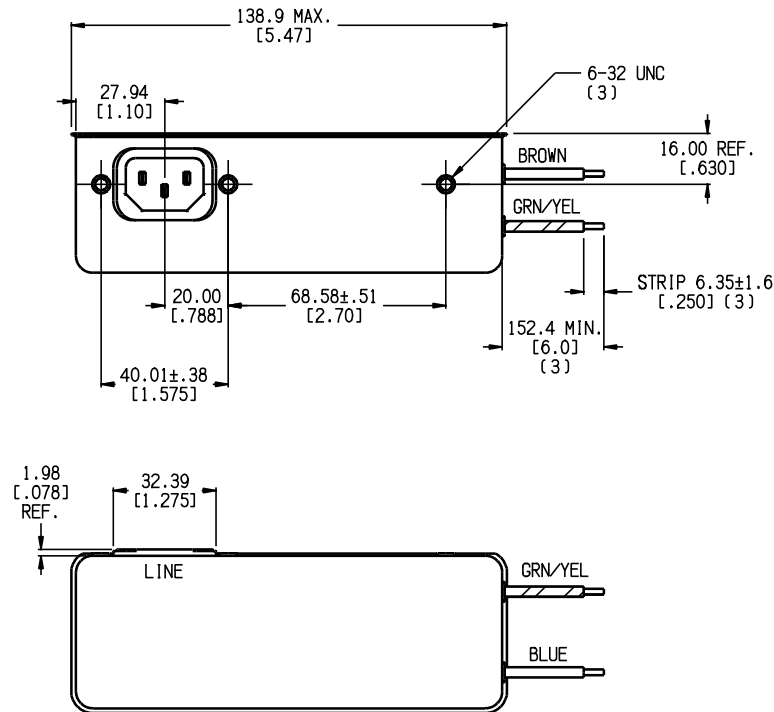 138.9 MAX.
[5.47]
27.94
[1.10]
6-32 UNC
(3)
16.00 REF.
[.630]
BROWN
GRN/YEL
STRIP 6.35±1.6
[.250] (3)
20.00
[.788]
68.58±.51
[2.70]
152.4 MIN.
[6.0]
(3)
40.01±.38
[1.575]
1.98
[.078]
REF.
32.39
[1.275]
LINE
GRN/YEL
BLUE